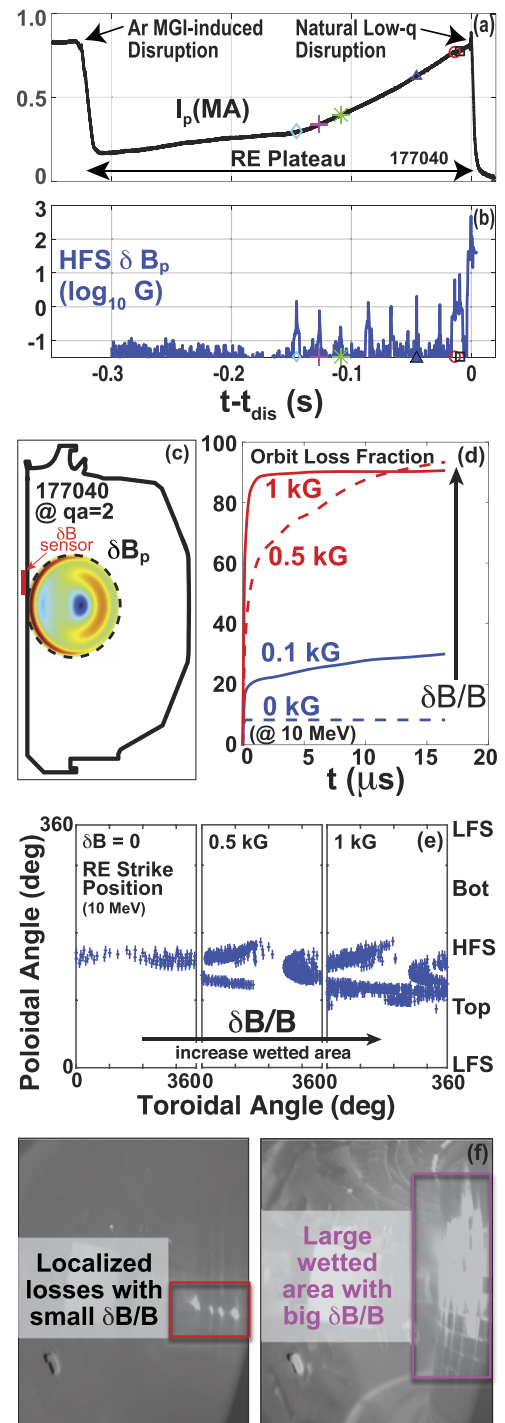 1.0
Ar MGI-induced
Disruption
Natural Low-q
Disruption
(a)
0.5
Ip(MA)
RE Plateau
177040
0
3
(b)
2
HFS δ Bp
1
(log10 G)
0
-1
-0.3 -0.2 -0.1 0
t-tdis (s)
(c)
177040
@ qa=2
δB
sensor
δBp
100
Orbit Loss Fraction
(d)
1 kG
80
0.5 kG
60
40
0.1 kG
20
δB/B
0 kG
(@ 10 MeV)
0
0 5 10 15 20
t (μs)
360
δB = 0
0.5 kG
1 kG
(e)
LFS
RE Strike
Position
(10 MeV)
Bot
HFS
Top
δB/B
increase wetted area
0
LFS
Poloidal Angle (deg)
0 3600 3600 360
Toroidal Angle (deg)
(f)
Localized
losses with
small δB/B
Large
wetted
area with
big δB/B